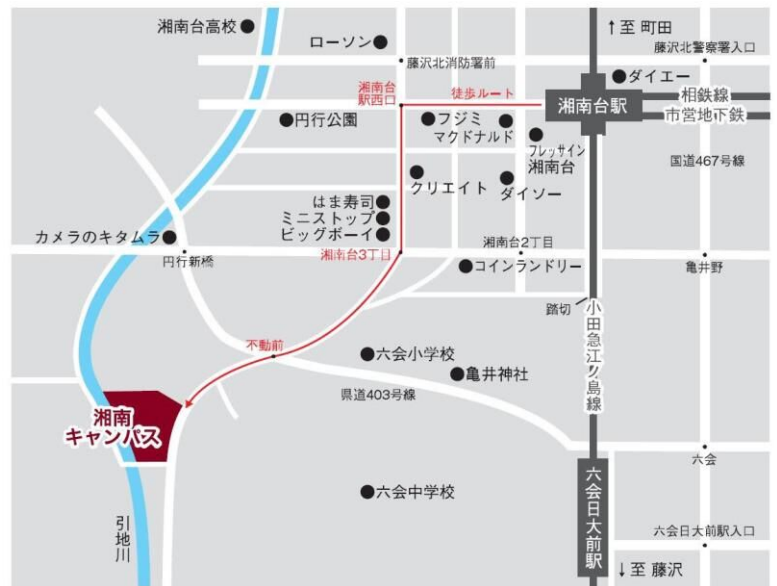 湘南台高校
↑至 町田
ローソン
藤沢北警察署入口
藤沢北消防署前
ダイエー
湘南台
駅西口
徒歩ルート
湘南台駅
相鉄線
市営地下鉄
円行公園
フジミ
マクドナルド
フレッサイン
湘南台
国道467号線
クリエイト
ダイソー
はま寿司
ミニストップ
ビッグボーイ
カメラのキタムラ
円行新橋
湘南台3丁目
湘南台2丁目
コインランドリー
亀井野
踏切
小田急江ノ島線
不動前
六会小学校
亀井神社
県道403号線
湘南
キャンパス
六会
六会中学校
六会日大前駅
引地川
六会日大前駅入口
↓至 藤沢